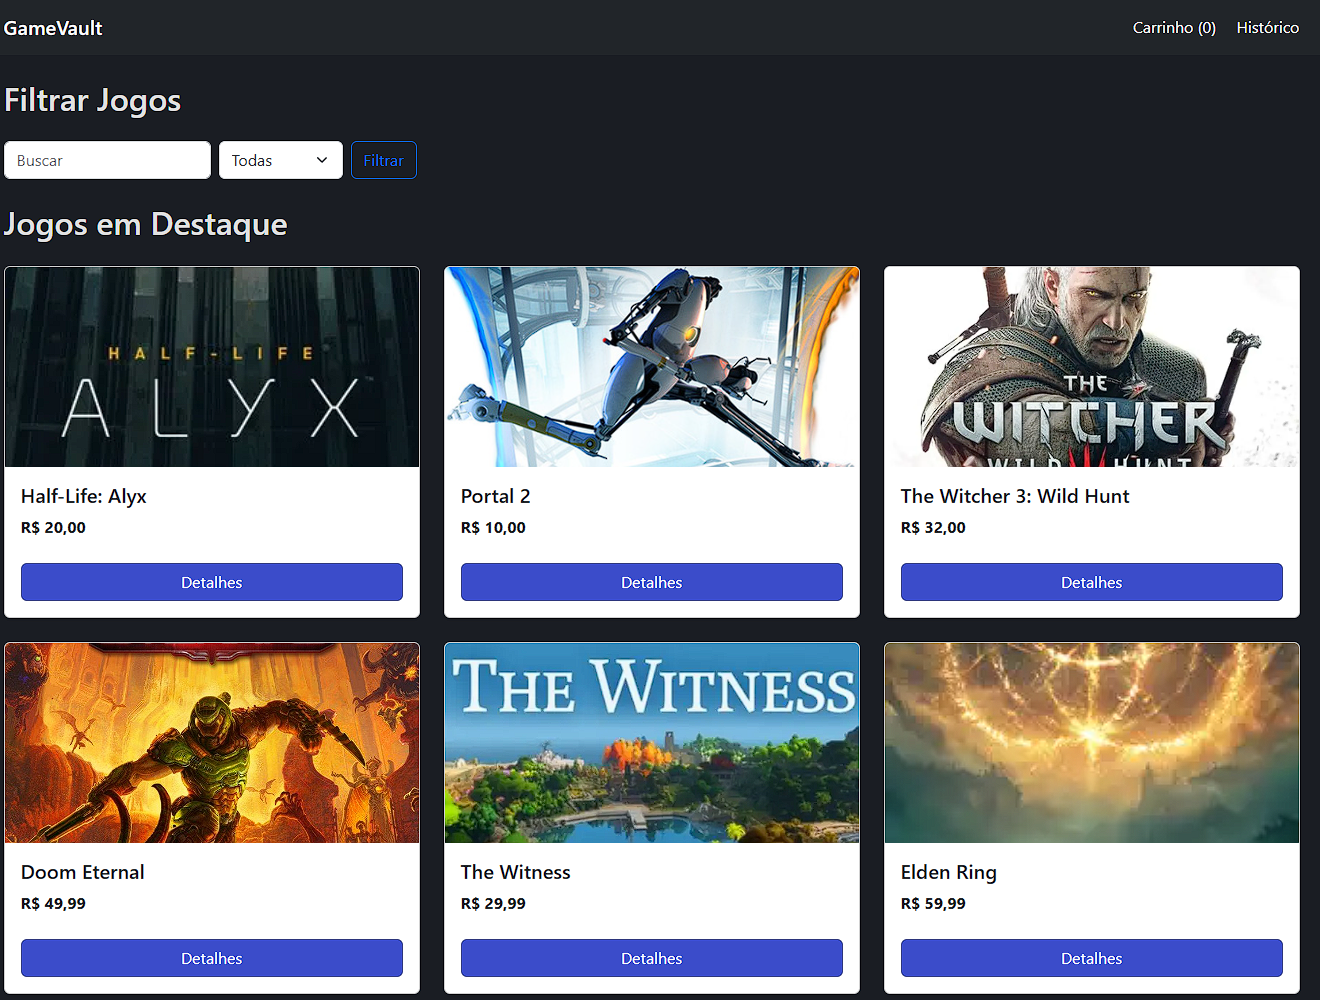 GameVault Carrinho (0) Histórico
Filtrar Jogos
Buscar Todas Filtrar
Jogos em Destaque
HALF-LIFE
ALYX
THE
WITCHER
WILD HUNT
Half-Life: Alyx
R$ 20,00
Detalhes
Portal 2
R$ 10,00
Detalhes
The Witcher 3: Wild Hunt
R$ 32,00
Detalhes
THE WITNESS
Doom Eternal
R$ 49,99
Detalhes
The Witness
R$ 29,99
Detalhes
Elden Ring
R$ 59,99
Detalhes